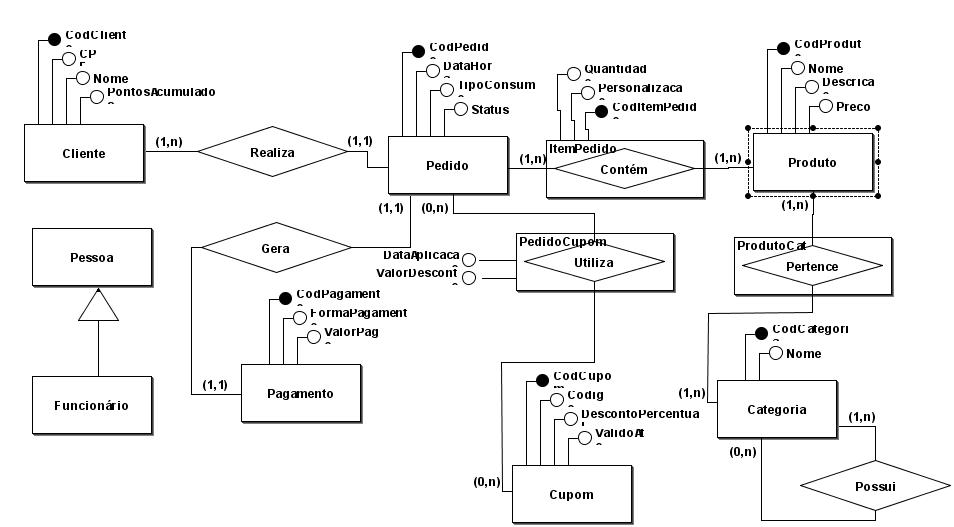 CodClient
CP
Nome
PontosAcumulado
Cliente
(1,n)
Realiza
(1,1)
CodPedid
DataHor
TipoConsum
Status
Pedido
(1,1)
(0,n)
(1,n)
Quantidad
Personalizaca
CodItemPedid
ItemPedido
Contém
(1,n)
CodProdut
Nome
Descrica
Preco
Produto
(1,n)
Pessoa
Funcionário
Gera
(1,1)
CodPagament
FormaPagament
ValorPag
Pagamento
DataAplicaca
ValorDescont
PedidoCupom
Utiliza
ProdutoCat
Pertence
CodCupo
Codig
DescontoPercentua
ValidoAt
(0,n)
Cupom
CodCategori
Nome
(1,n)
Categoria
(1,n)
(0,n)
Possui